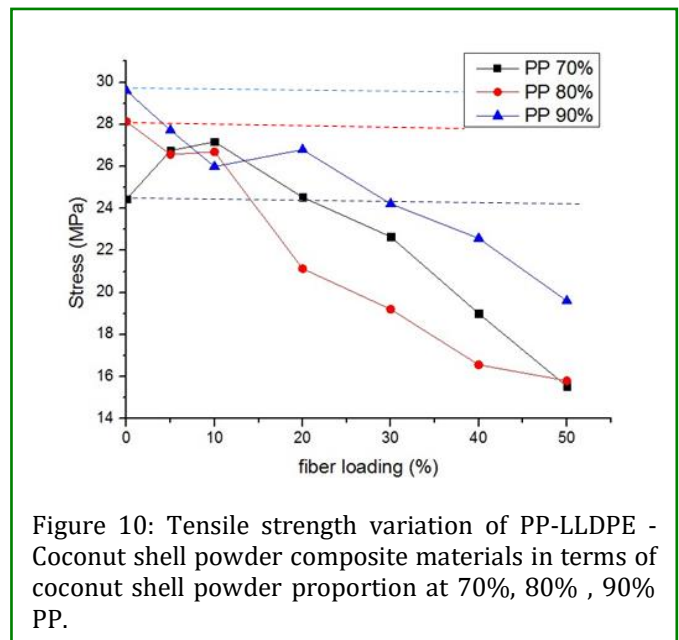 PP 70%
PP 80%
PP 90%
30
28
26
24
22
20
18
16
14
Stress (MPa)
0
10
20
30
40
50
fiber loading (%)
Figure 10: Tensile strength variation of PP-LLDPE -
Coconut shell powder composite materials in terms of
coconut shell powder proportion at 70%, 80% , 90%
PP.